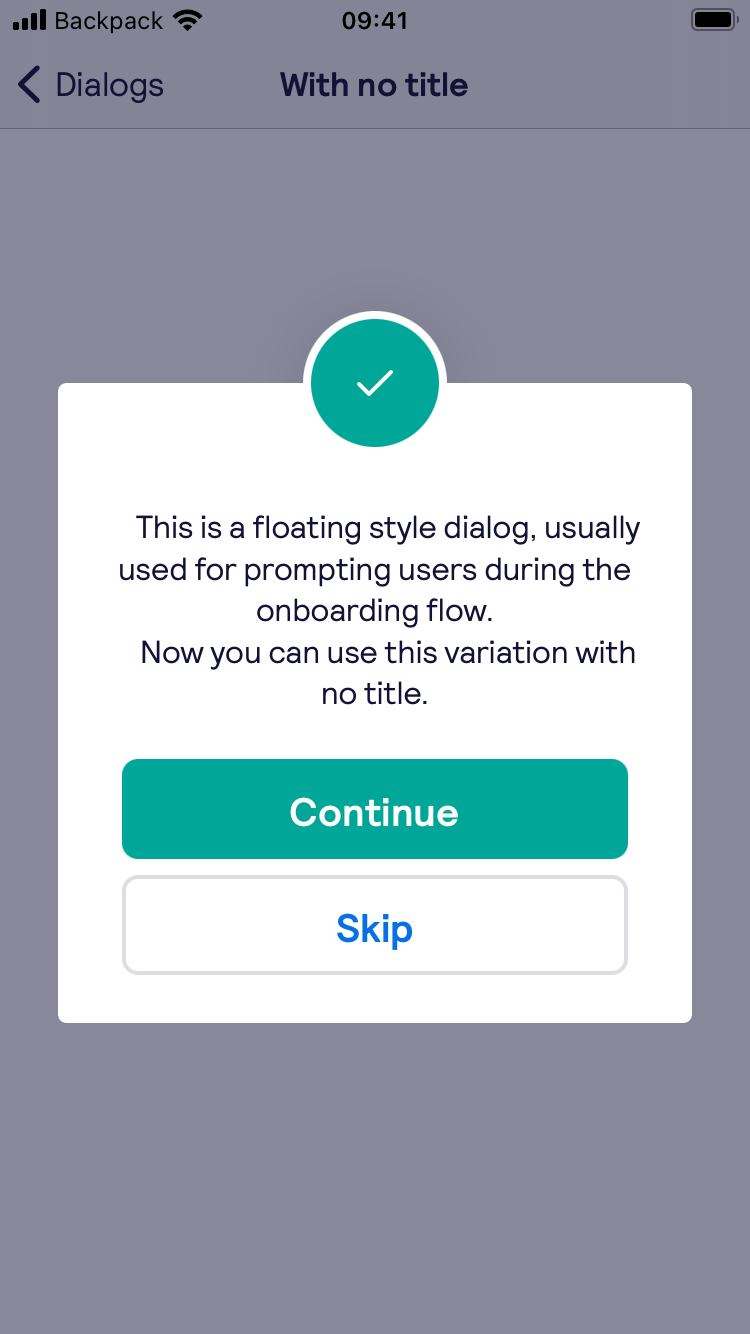 Backpack 09:41
Dialogs With no title
This is a floating style dialog, usually
used for prompting users during the
onboarding flow.
Now you can use this variation with
no title.
Continue
Skip